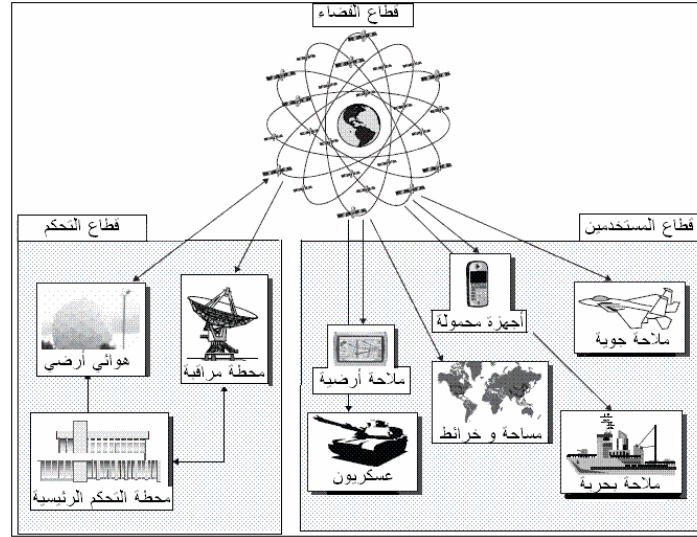 قطاع الفضاء
قطاع المستخدمين
قطاع التحكم
أجهزة محمولة
ملاحة جوية
ملاحة أرضية
محطة مراقبة
هوائي أرضي
مساحة و خرائط
عسكريون
ملاحة بحرية
محطة التحكم الرئيسية